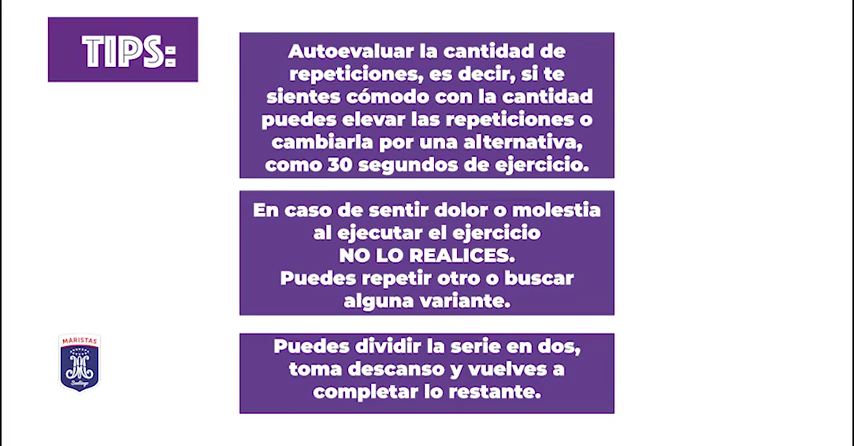 TIPS:
Autoevaluar la cantidad de
repeticiones, es decir, si te
sientes cómodo con la cantidad
puedes elevar las repeticiones o
cambiarla por una alternativa,
como 30 segundos de ejercicio.
En caso de sentir dolor o molestia
al ejecutar el ejercicio
NO LO REALICES.
Puedes repetir otro o buscar
alguna variante.
Puedes dividir la serie en dos,
toma descanso y vuelves a
completar lo restante.
MARISTAS
Santiago